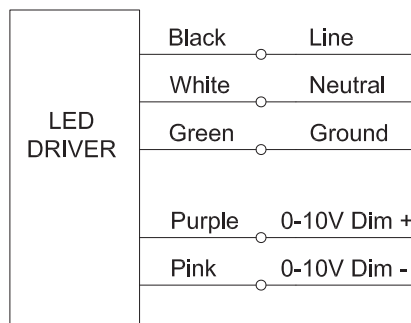 Black Line
White Neutral
LED
DRIVER
Green Ground
Purple 0-10V Dim +
Pink 0-10V Dim -